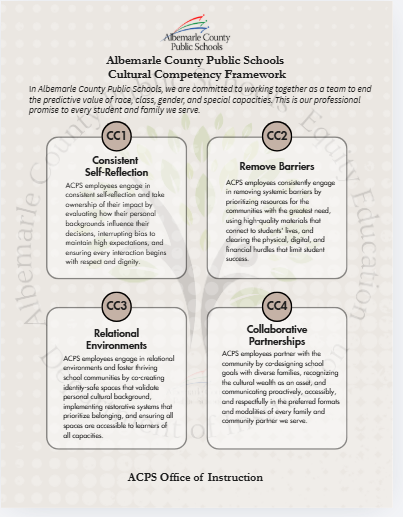 Albemarle County
Public Schools
Albemarle County Public Schools
Cultural Competency Framework
In Albemarle County Public Schools, we are committed to working together as a team to end
the predictive value of race, class, gender, and special capacities. This is our professional
promise to every student and family we serve.
CC1
Consistent
Self-Reflection
ACPS employees engage in
consistent self-reflection and take
ownership of their impact by
evaluating how their personal
backgrounds influence their
decisions, interrupting bias to
maintain high expectations, and
ensuring every interaction begins
with respect and dignity.
CC2
Remove Barriers
ACPS employees consistently engage
in removing systemic barriers by
prioritizing resources for the
communities with the greatest need,
using high-quality materials that
connect to students' lives, and
clearing the physical, digital, and
financial hurdles that limit student
success.
CC3
Relational
Environments
ACPS employees engage in relational
environments and foster thriving
school communities by co-creating
identity-safe spaces that validate
personal cultural background,
implementing restorative systems that
prioritize belonging, and ensuring all
spaces are accessible to learners of
all capacities.
CC4
Collaborative
Partnerships
ACPS employees partner with the
community by co-designing school
goals with diverse families, recognizing
the cultural wealth as an asset, and
communicating proactively, accessibly,
and respectfully in the preferred formats
and modalities of every family and
community partner we serve.
ACPS Office of Instruction
Albemarle County
Equity Education